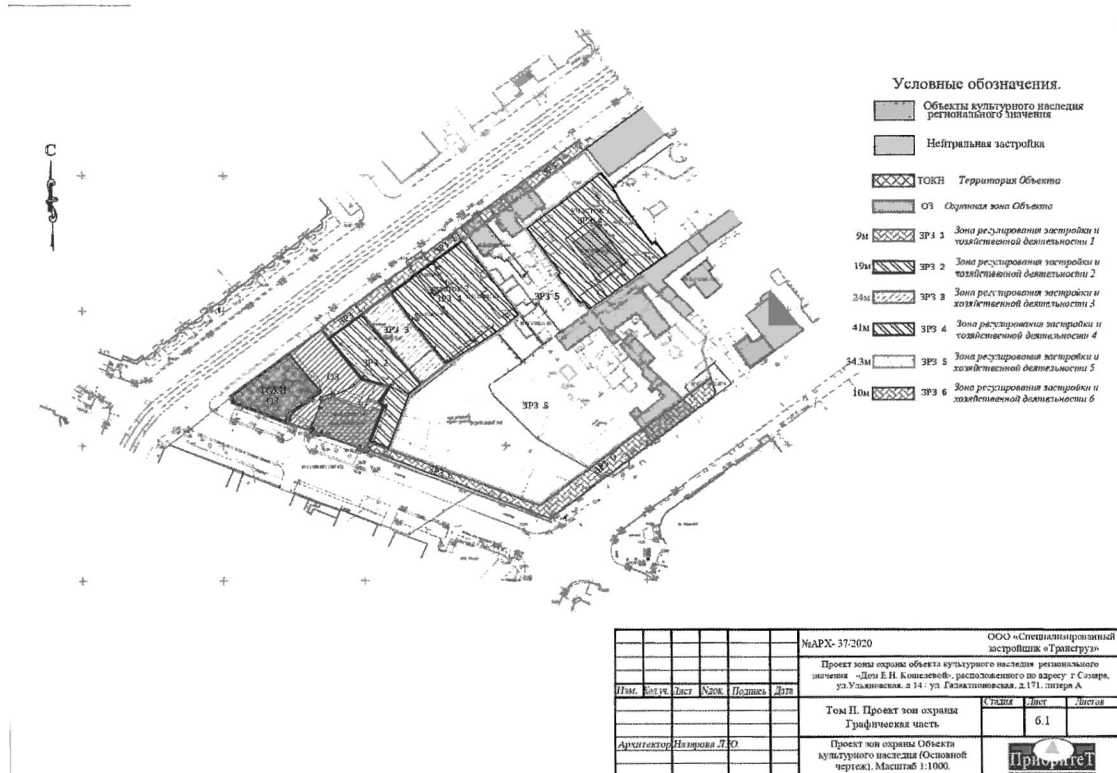 С
Условные обозначения.
Объекты культурного наследия
регионального значения
Нейтральная застройка
ТОКН Территория Объекта
ОЗ Охранная зона Объекта
9м ЗРЗ 1 Зона регулирования застройки и
хозяйственной деятельности 1
19м ЗРЗ 2 Зона регулирования застройки и
хозяйственной деятельности 2
24м ЗРЗ 3 Зона регулирования застройки и
хозяйственной деятельности 3
41м ЗРЗ 4 Зона регулирования застройки и
хозяйственной деятельности 4
34.3м ЗРЗ 5 Зона регулирования застройки и
хозяйственной деятельности 5
10м ЗРЗ 6 Зона регулирования застройки и
хозяйственной деятельности 6
ЗРЗ 4
ЗРЗ 5
ЗРЗ 4
ЗРЗ 3
ЗРЗ 2
ОЗ
ТОКН
ОЗ
ЗРЗ 5
№АРХ- 37/2020
ООО «Специализированный
застройщик «Трансгруз»
Проект зоны охраны объекта культурного наследия регионального
значения «Дом Е.Н. Кошелевой», расположенного по адресу: г Самара,
ул.Ульяновская, д 14 / ул. Галактионовская, д.171, литера А
Изм. Кол.уч. Лист №док. Подпись Дата
Том II. Проект зон охраны
Графическая часть
Стадия Лист Листов
6.1
Архитектор Назарова Л.Ю.
Проект зон охраны Объекта
культурного наследия (Основной
чертеж). Масштаб 1:1000.
ПриоритеТ